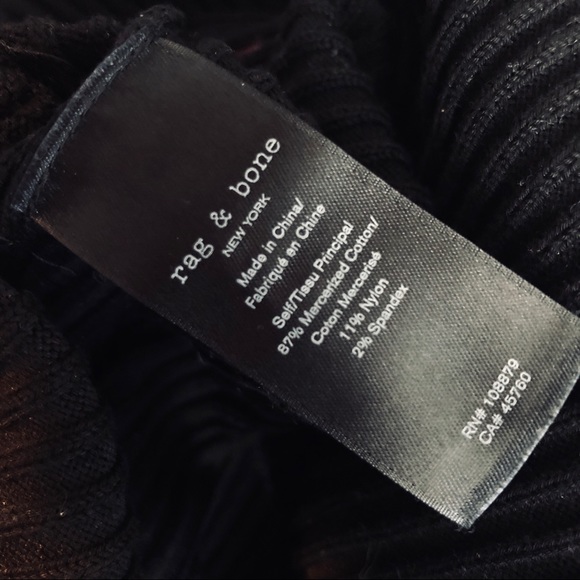 rag & bone
NEW YORK
Made in China/
Fabriqué en Chine
Self/Tissu Principal
87% Mercerized Cotton/
Coton Mercerisé
11% Nylon
2% Spandex
RN# 108879
CA# 45760